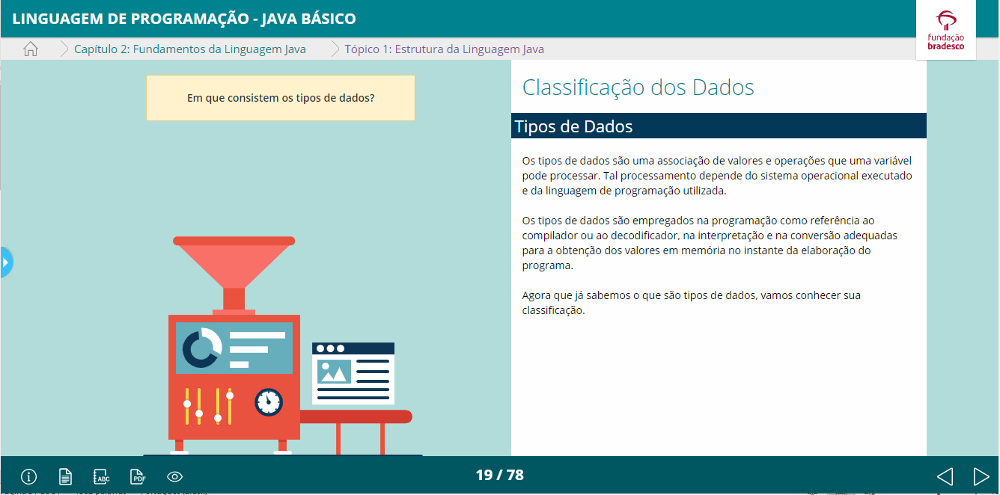 LINGUAGEM DE PROGRAMAÇÃO - JAVA BÁSICO
fundação
bradesco
Capítulo 2: Fundamentos da Linguagem Java
Tópico 1: Estrutura da Linguagem Java
Em que consistem os tipos de dados?
Classificação dos Dados
Tipos de Dados
Os tipos de dados são uma associação de valores e operações que uma variável
pode processar. Tal processamento depende do sistema operacional executado
e da linguagem de programação utilizada.
Os tipos de dados são empregados na programação como referência ao
compilador ou ao decodificador, na interpretação e na conversão adequadas
para a obtenção dos valores em memória no instante da elaboração do
programa.
Agora que já sabemos o que são tipos de dados, vamos conhecer sua
classificação.
ABC
PDF
19 / 78